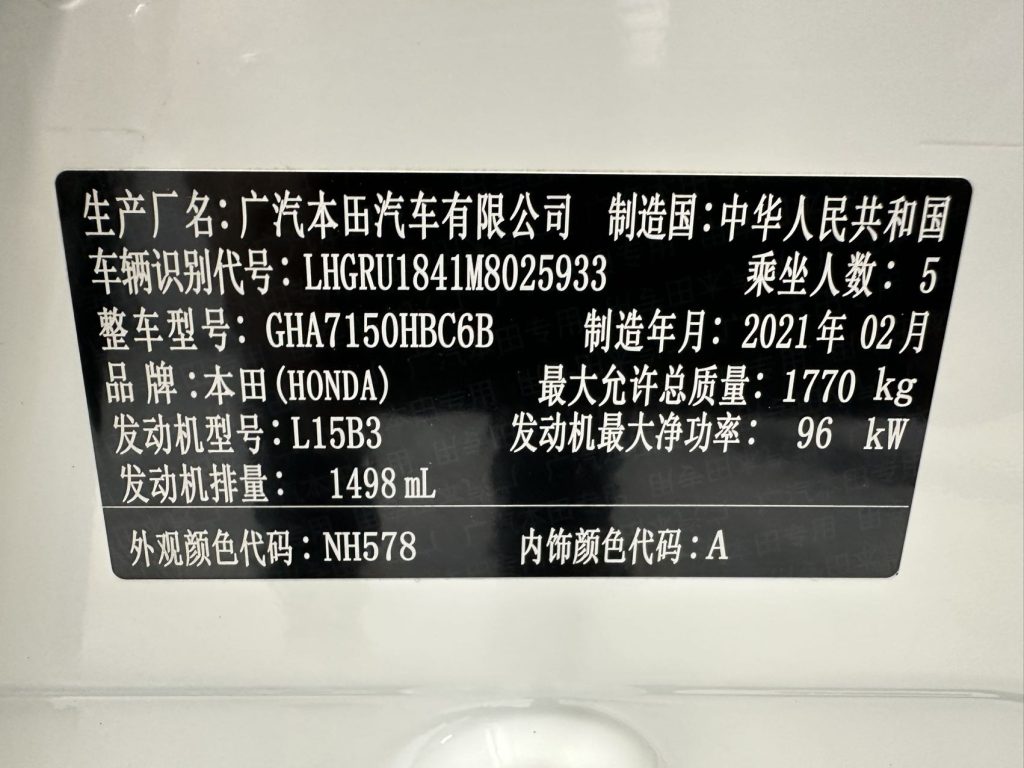 生产厂名：广汽本田汽车有限公司 制造国：中华人民共和国
车辆识别代号：LHGRU1841M8025933 乘坐人数：5
整车型号：GHA7150HBC6B 制造年月：2021年02月
品牌：本田(HONDA) 最大允许总质量：1770 kg
发动机型号：L15B3 发动机最大净功率：96 kW
发动机排量：1498 mL
外观颜色代码：NH578 内饰颜色代码：A